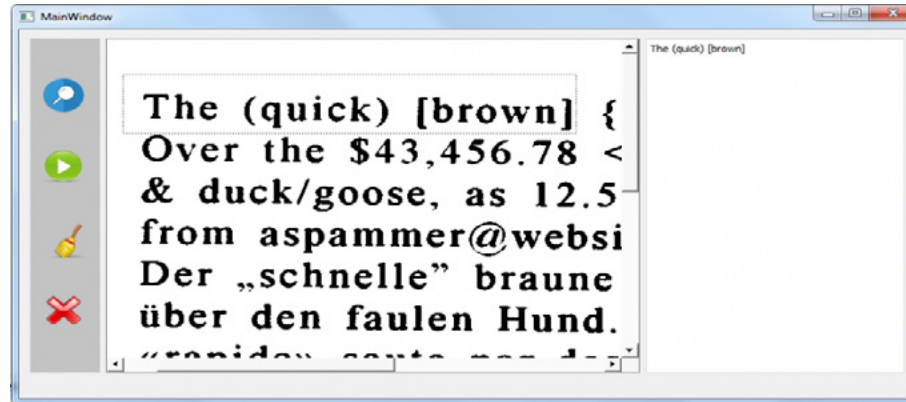 MainWindow
The (quick) [brown] {
Over the $43,456.78 <
& duck/goose, as 12.5
from aspammer@websi
Der „schnelle” braune
über den faulen Hund.
The (quick) [brown]